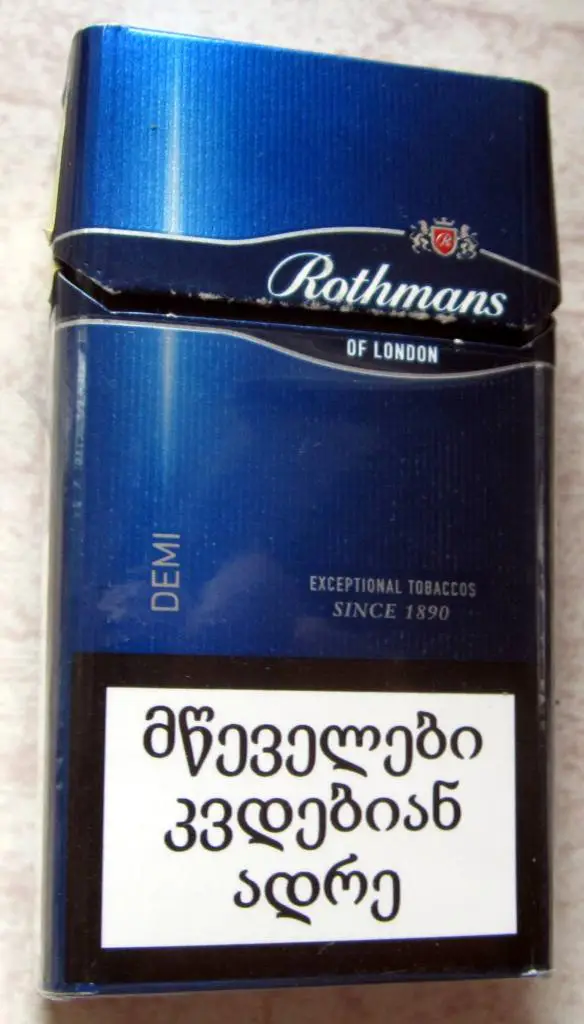 R
Rothmans
OF LONDON
DEMI
EXCEPTIONAL TOBACCOS
SINCE 1890
მწეველები
კვდებიან
ადრე